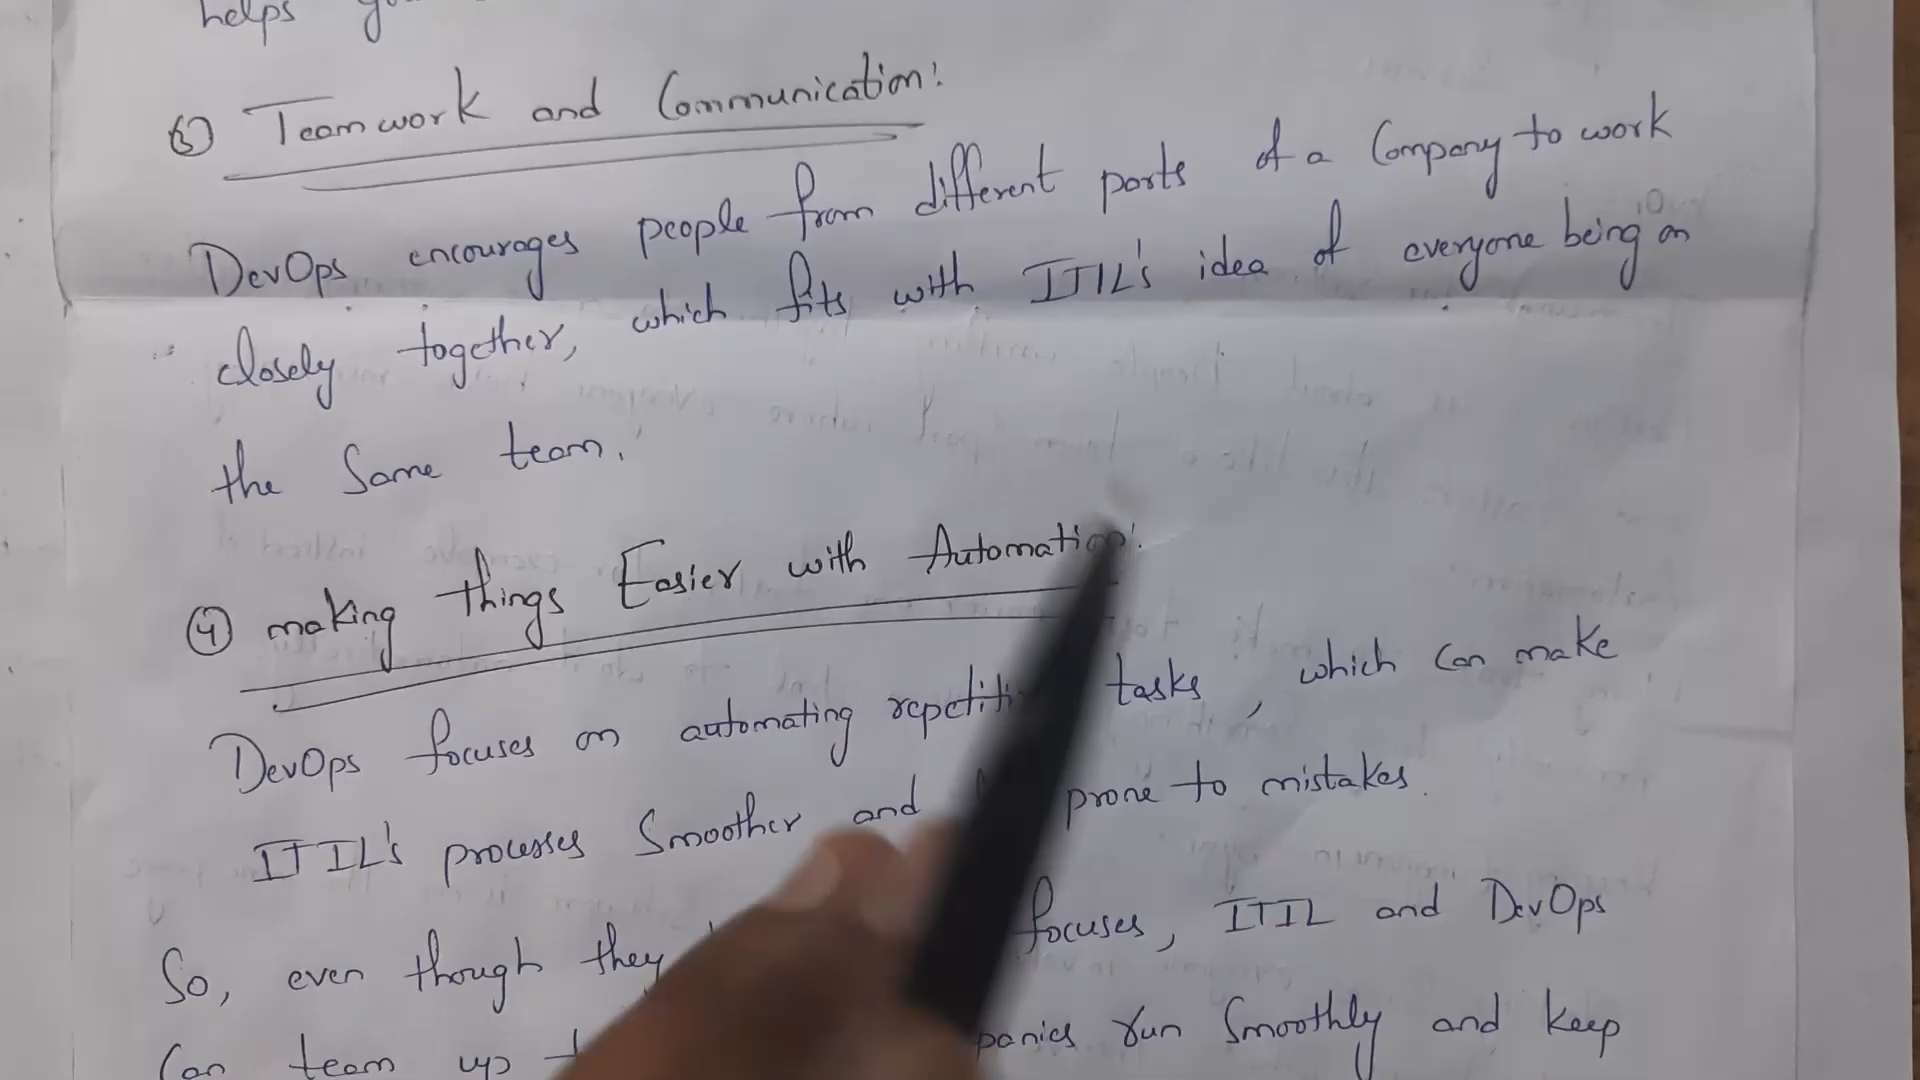 helps
③ Teamwork and Communication:
DevOps encourages people from different parts of a Company to work
closely together, which fits with ITIL's idea of everyone being on
the Same team.
④ making things Easier with Automation:
DevOps focuses on automating tasks, which can make
ITIL's processes Smoother and prone to mistakes.
So, even though they focuses, ITIL and DevOps
Can team up run Smoothly and keep